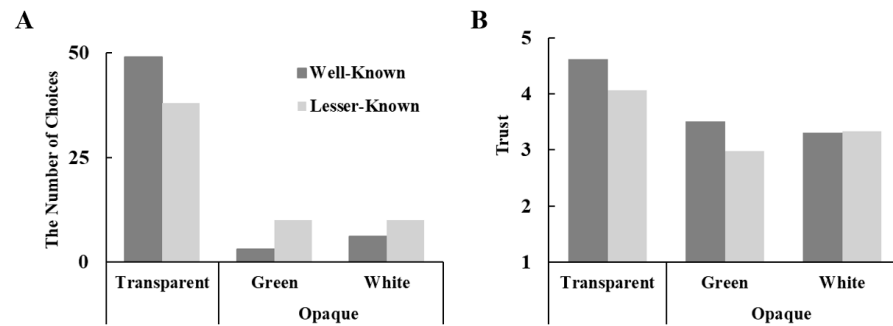 A
The Number of Choices
50
25
0
Well-Known
Lesser-Known
Transparent
Green
White
Opaque
B
Trust
5
4
3
2
1
Transparent
Green
White
Opaque